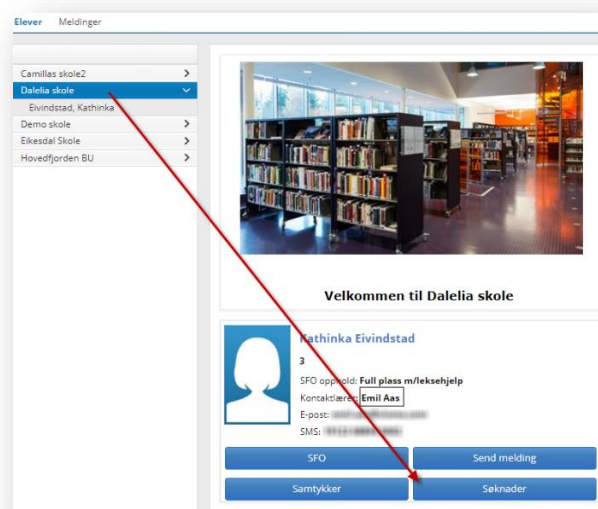 Elever Meldinger
Camillas skole2
Dalelia skole
Eivindstad, Kathinka
Demo skole
Eikesdal Skole
Hovedfjorden BU
Velkommen til Dalelia skole
Kathinka Eivindstad
3
SFO opphold: Full plass m/leksehjelp
Kontaktlærer: Emil Aas
E-post:
SMS:
SFO Send melding
Samtykker Søknader